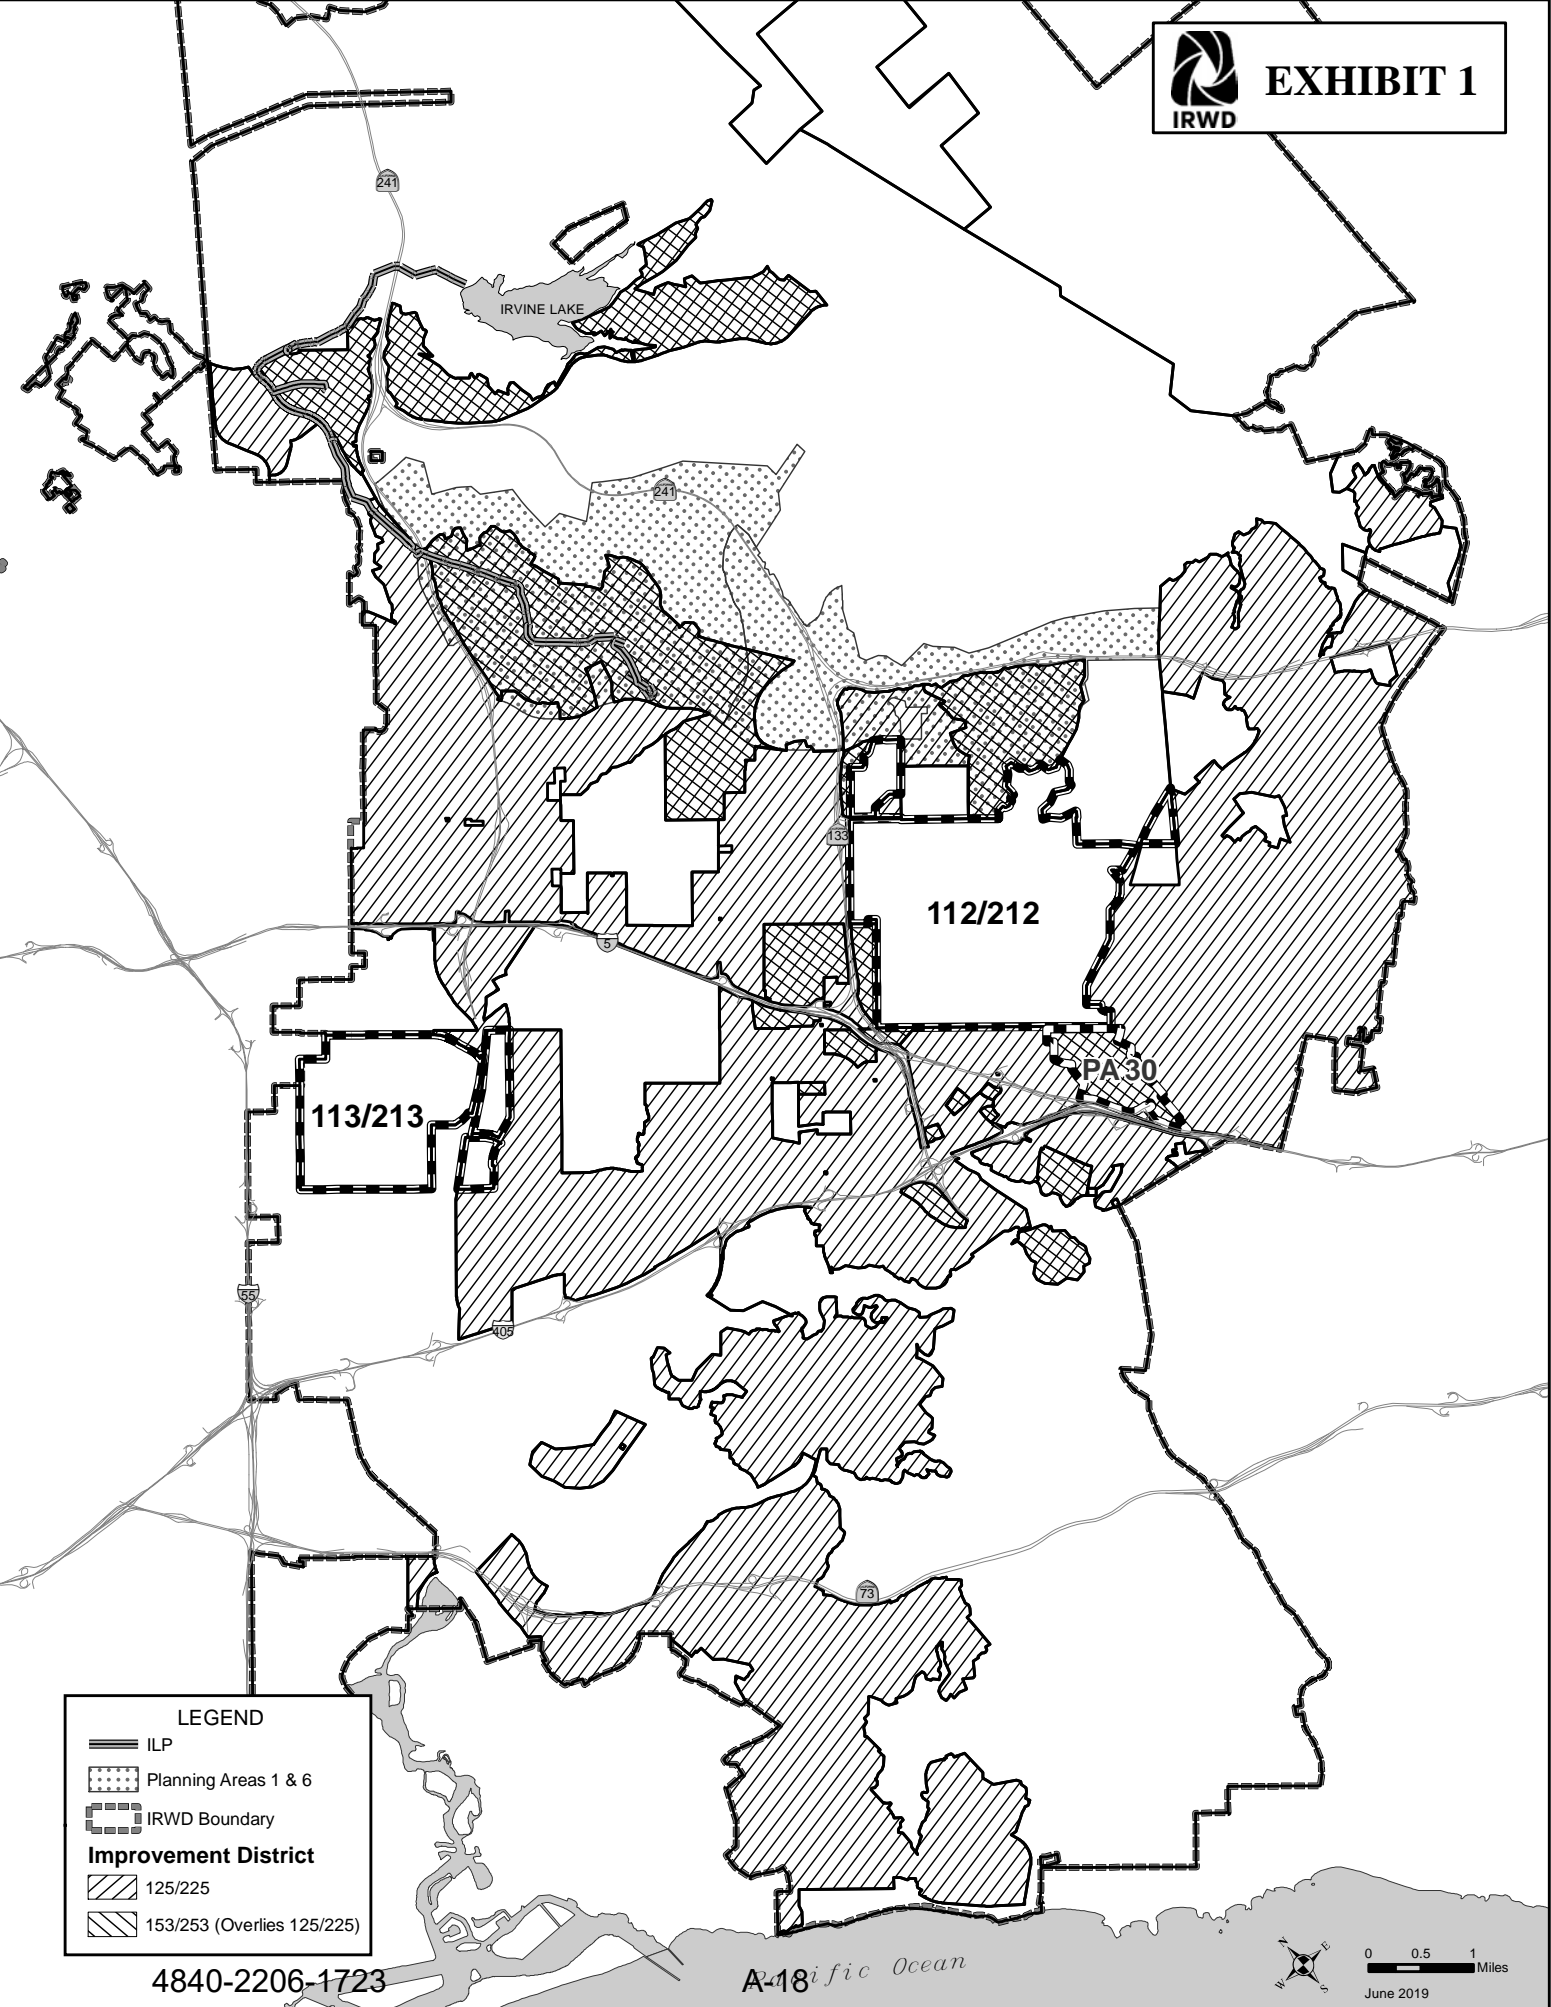 IRWD
EXHIBIT 1
241
IRVINE LAKE
241
133
112/212
5
PA 30
113/213
55
405
73
LEGEND
ILP
Planning Areas 1 & 6
IRWD Boundary
Improvement District
125/225
153/253 (Overlies 125/225)
Pacific Ocean
N
E
W
S
0 0.5 1
Miles
June 2019
4840-2206-1723
A-18